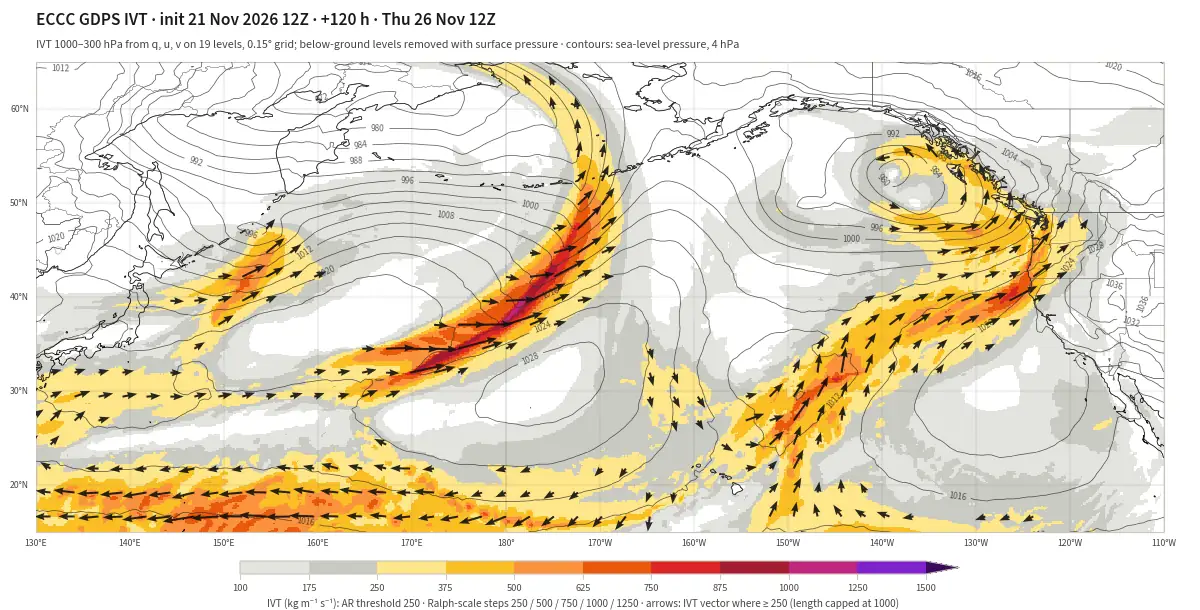 ECCC GDPS IVT · init 21 Nov 2026 12Z · +120 h · Thu 26 Nov 12Z
IVT 1000–300 hPa from q, u, v on 19 levels, 0.15° grid; below-ground levels removed with surface pressure · contours: sea-level pressure, 4 hPa
1012
1016
1020
60°N
980
992
984
1004
992
988
984
996
982
50°N
1000
1008
996
996
1000
1020
1012
1028
1024
1020
40°N
1036
1036
1024
1032
1028
30°N
1012
20°N
1016
1016
130°E
140°E
150°E
160°E
170°E
180°
170°W
160°W
150°W
140°W
130°W
120°W
110°W
100
175
250
375
500
625
750
875
1000
1250
1500
IVT (kg m⁻¹ s⁻¹): AR threshold 250 · Ralph-scale steps 250 / 500 / 750 / 1000 / 1250 · arrows: IVT vector where ≥ 250 (length capped at 1000)